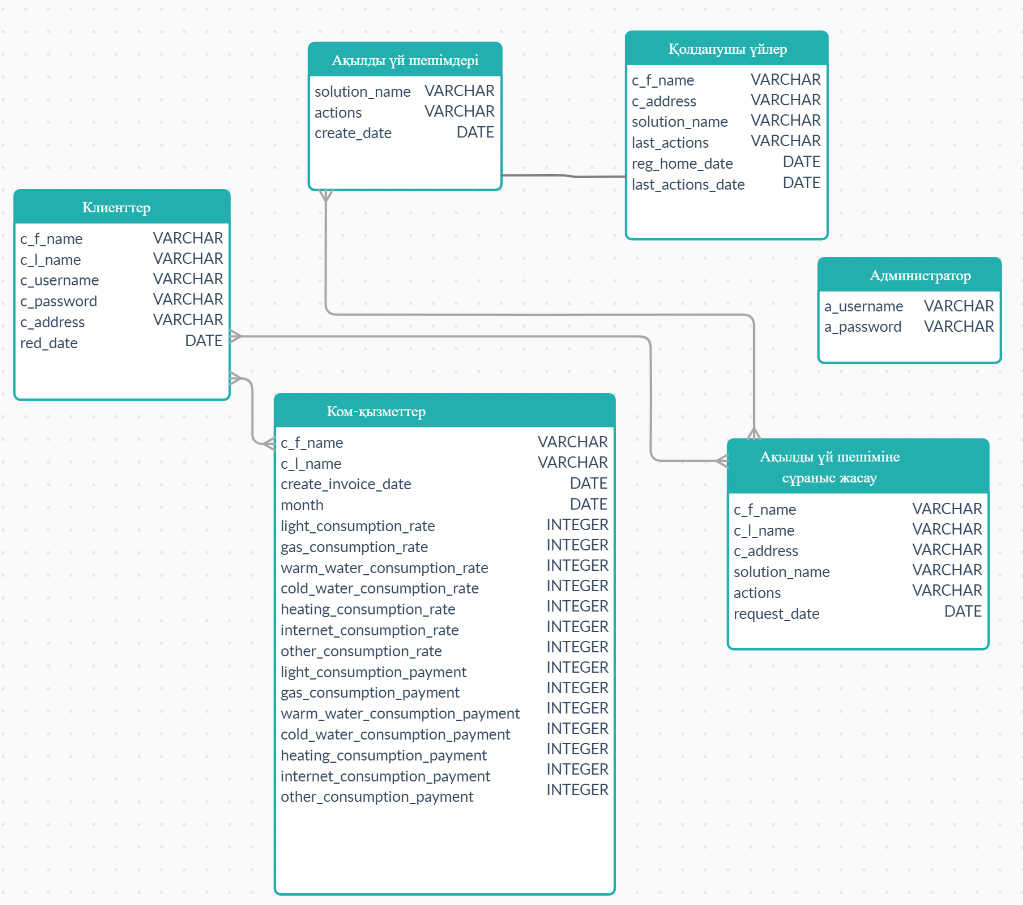 Ақылды үй шешімдері
solution_name VARCHAR
actions VARCHAR
create_date DATE
Қолданушы үйлер
c_f_name VARCHAR
c_address VARCHAR
solution_name VARCHAR
last_actions VARCHAR
reg_home_date DATE
last_actions_date DATE
Клиенттер
c_f_name VARCHAR
c_l_name VARCHAR
c_username VARCHAR
c_password VARCHAR
c_address VARCHAR
red_date DATE
Администратор
a_username VARCHAR
a_password VARCHAR
Ком-қызметтер
c_f_name VARCHAR
c_l_name VARCHAR
create_invoice_date DATE
month DATE
light_consumption_rate INTEGER
gas_consumption_rate INTEGER
warm_water_consumption_rate INTEGER
cold_water_consumption_rate INTEGER
heating_consumption_rate INTEGER
internet_consumption_rate INTEGER
other_consumption_rate INTEGER
light_consumption_payment INTEGER
gas_consumption_payment INTEGER
warm_water_consumption_payment INTEGER
cold_water_consumption_payment INTEGER
heating_consumption_payment INTEGER
internet_consumption_payment INTEGER
other_consumption_payment INTEGER
Ақылды үй шешіміне
сұраныс жасау
c_f_name VARCHAR
c_l_name VARCHAR
c_address VARCHAR
solution_name VARCHAR
actions VARCHAR
request_date DATE